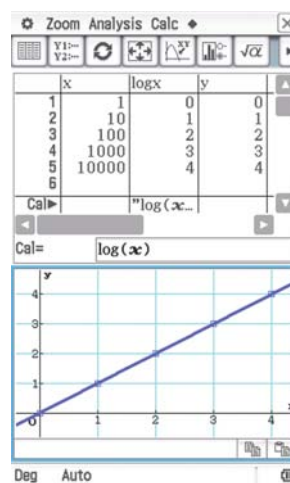 Zoom Analysis Calc
Y1:
Y2:
√α
x logx y
1 1 0 0
2 10 1 1
3 100 2 2
4 1000 3 3
5 10000 4 4
6
Cal▶ "log(x...
Cal= log(x)
y
4
3
2
1
0 1 2 3 4
Deg Auto